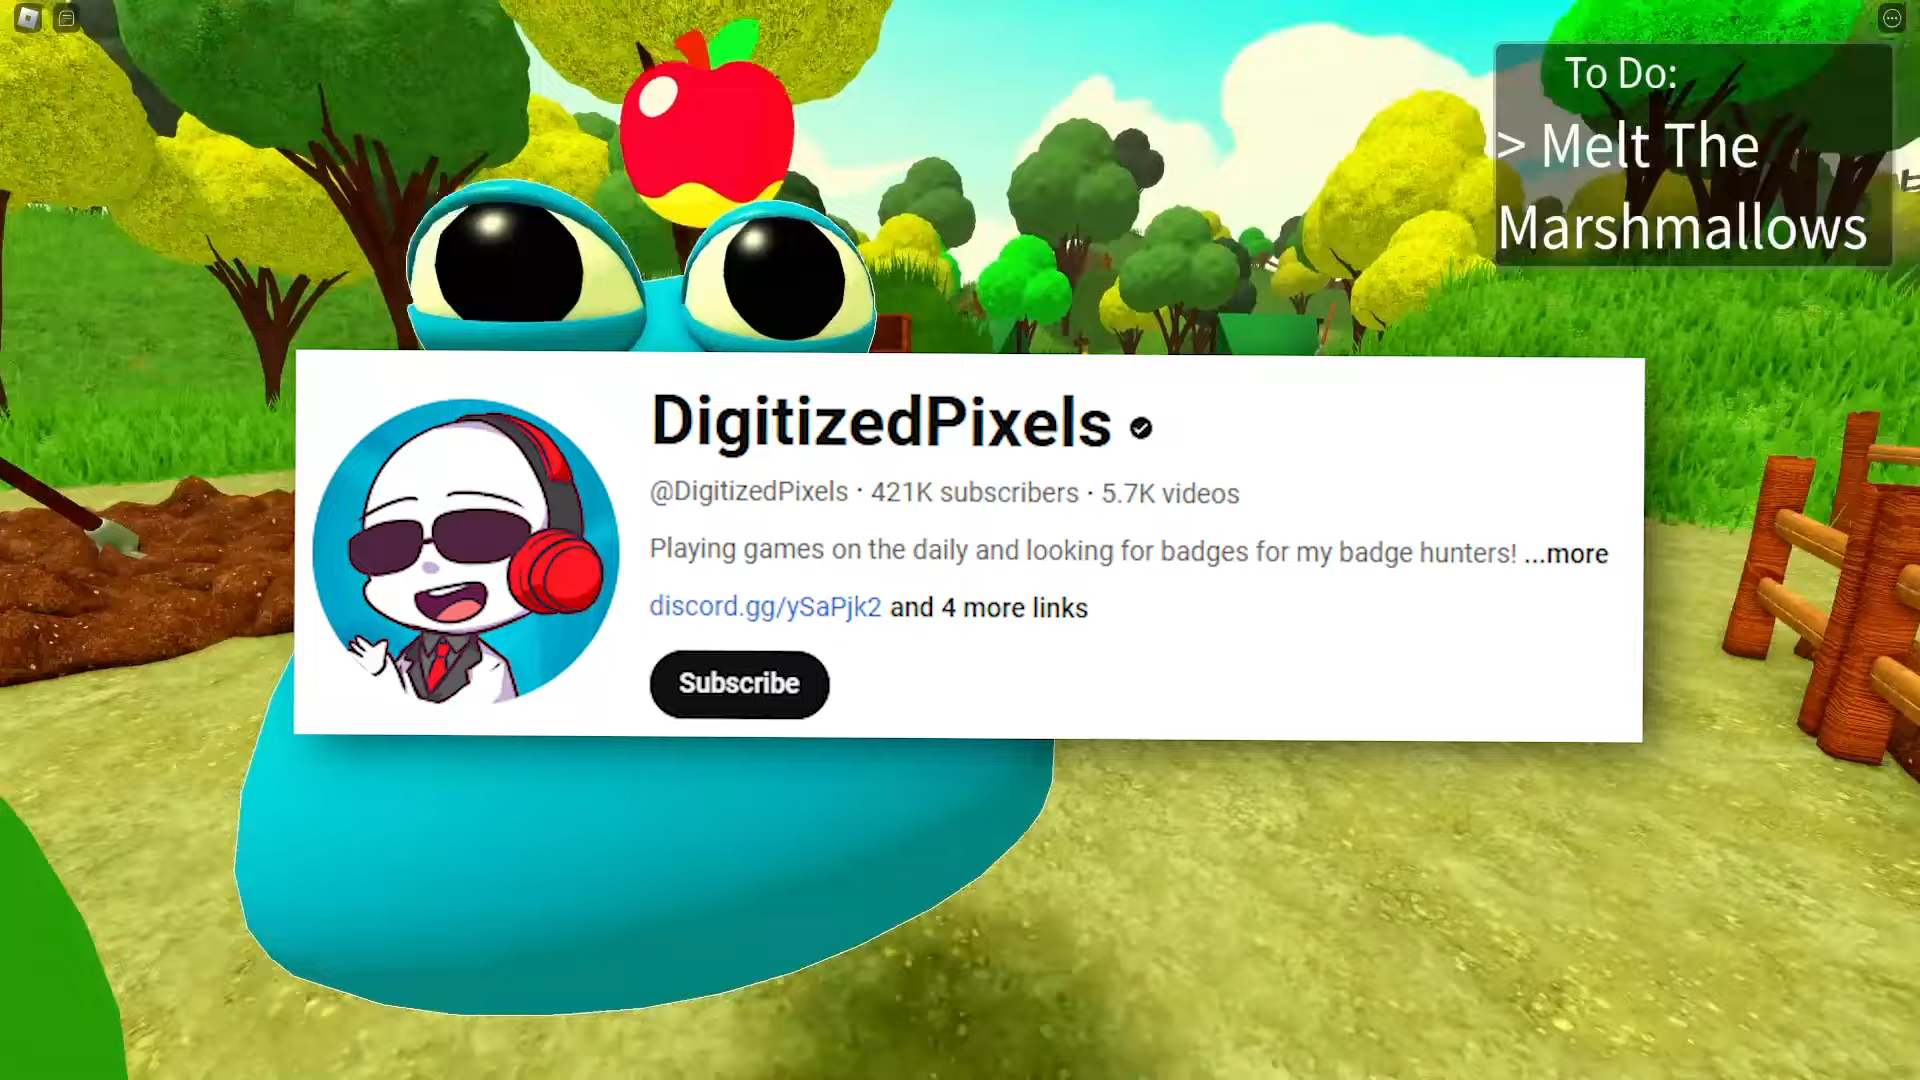 To Do:
> Melt The
Marshmallows
DigitizedPixels
@DigitizedPixels · 421K subscribers · 5.7K videos
Playing games on the daily and looking for badges for my badge hunters! ...more
discord.gg/ySaPjk2 and 4 more links
Subscribe